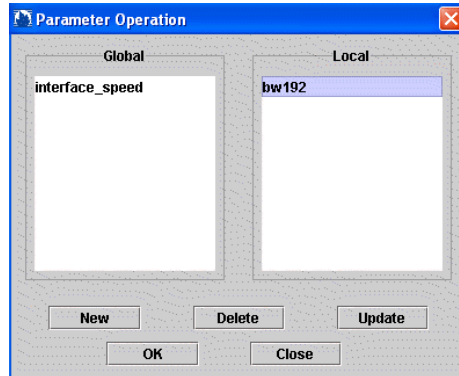 Parameter Operation
Global Local
interface_speed bw192
New Delete Update
OK Close